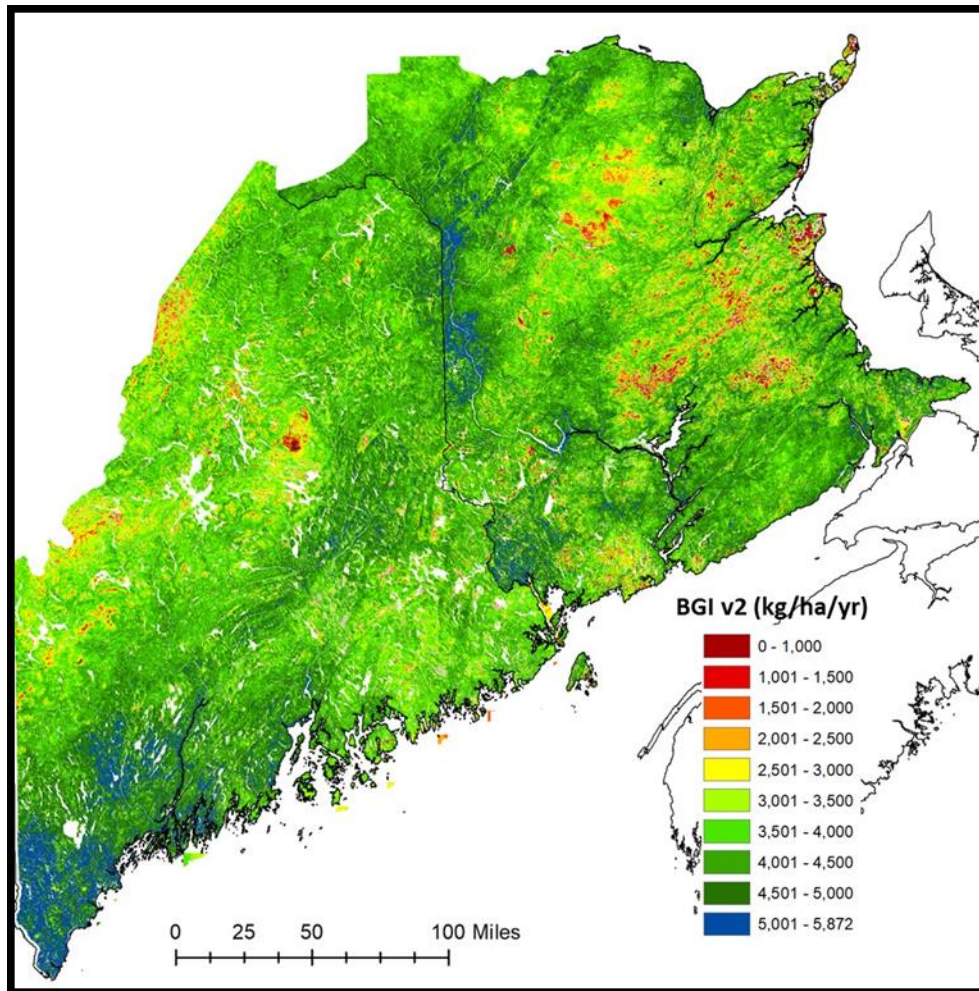 BGI v2 (kg/ha/yr)
0 - 1,000
1,001 - 1,500
1,501 - 2,000
2,001 - 2,500
2,501 - 3,000
3,001 - 3,500
3,501 - 4,000
4,001 - 4,500
4,501 - 5,000
5,001 - 5,872
0 25 50 100 Miles